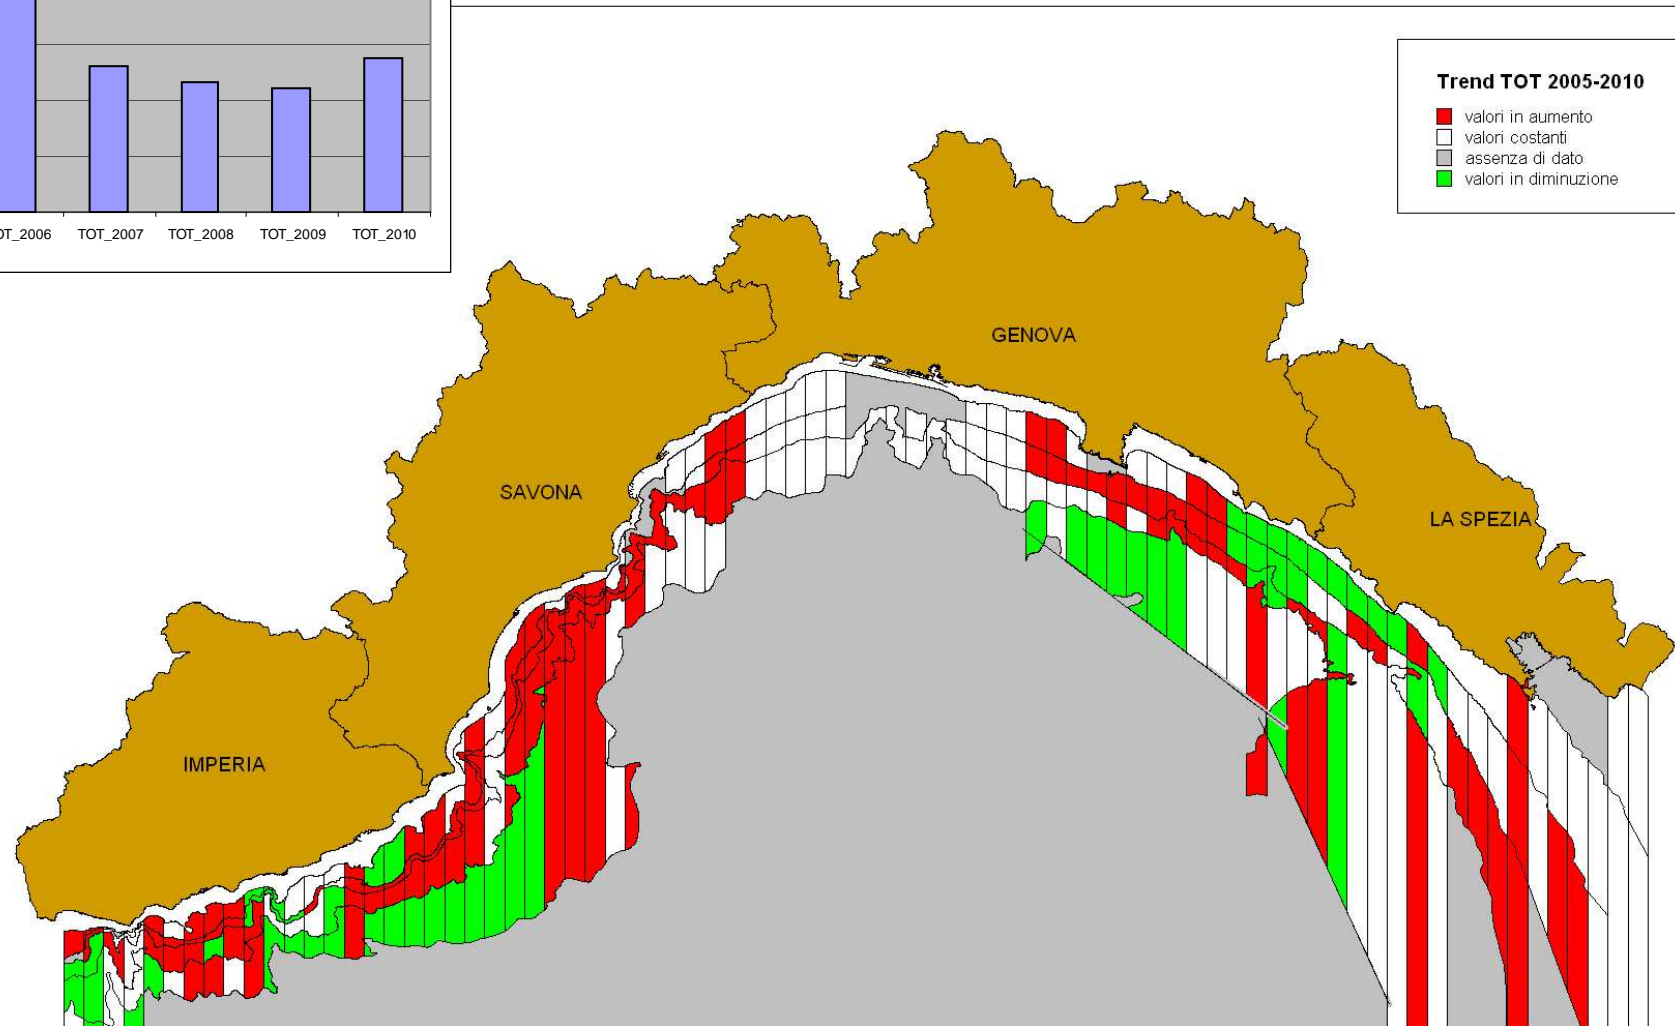 Trend TOT 2005-2010
valori in aumento
valori costanti
assenza di dato
valori in diminuzione
OT_2006 TOT_2007 TOT_2008 TOT_2009 TOT_2010
GENOVA
SAVONA
LA SPEZIA
IMPERIA